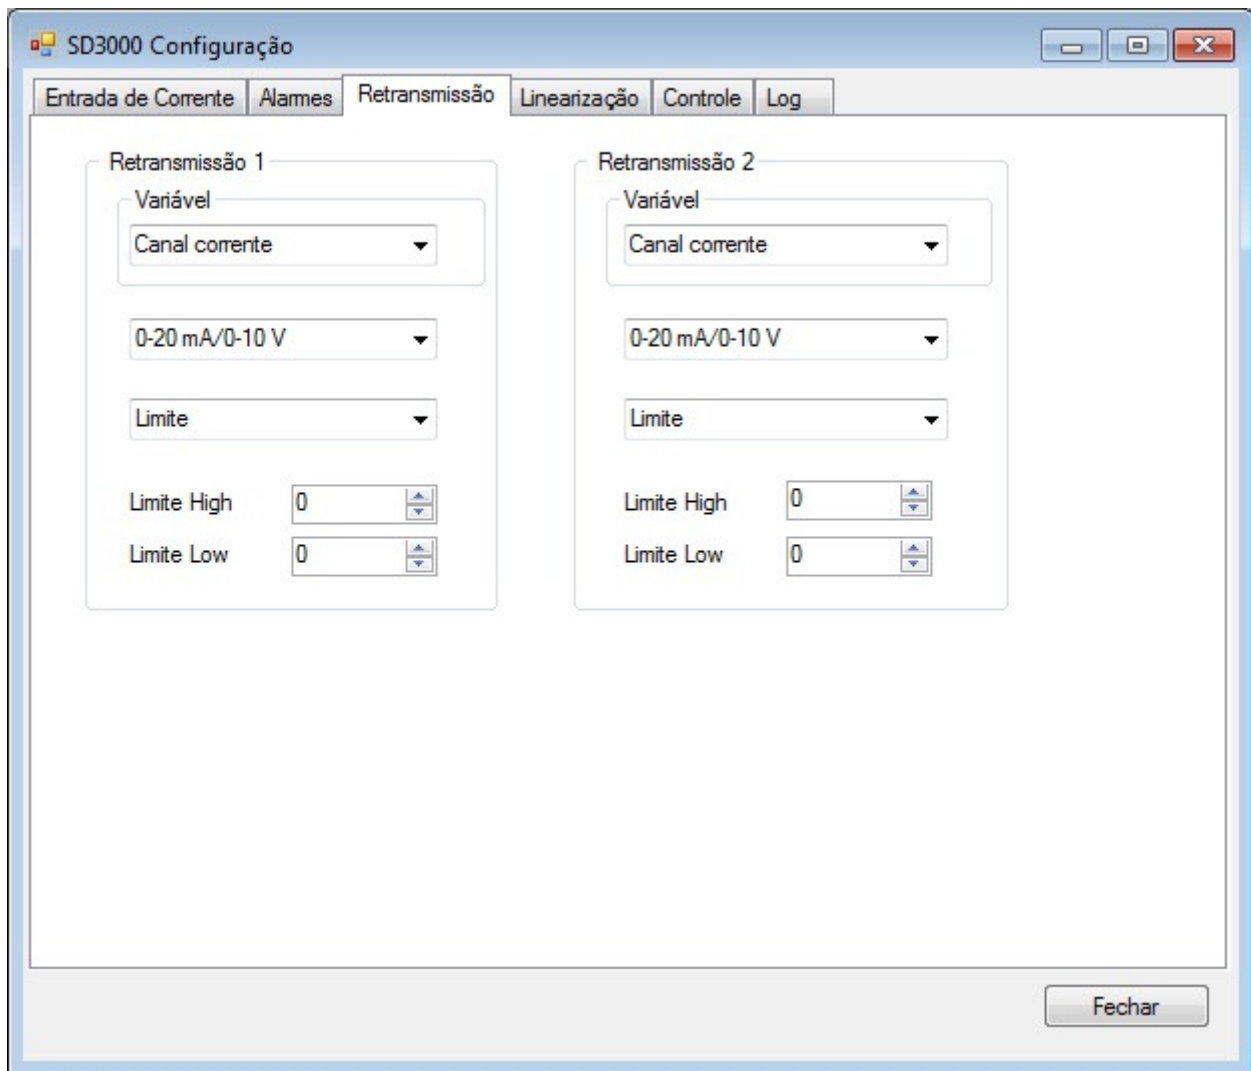 SD3000 Configuração
Entrada de Corrente Alarmes Retransmissão Linearização Controle Log
Retransmissão 1 Retransmissão 2
Variável Variável
Canal corrente Canal corrente
0-20 mA/0-10 V 0-20 mA/0-10 V
Limite Limite
Limite High 0 Limite High 0
Limite Low 0 Limite Low 0
Fechar